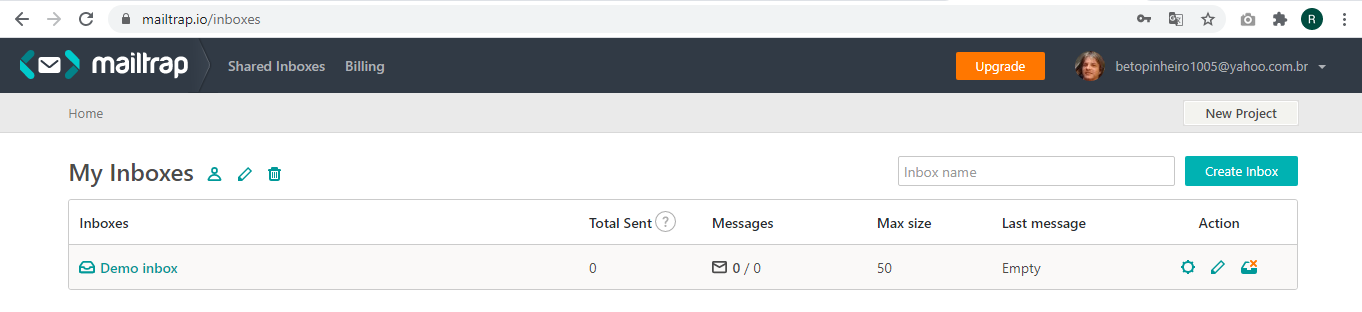 mailtrap.io/inboxes
R
mailtrap Shared Inboxes Billing Upgrade betopinheiro1005@yahoo.com.br
Home New Project
My Inboxes Inbox name Create Inbox
Inboxes Total Sent ? Messages Max size Last message Action
Demo inbox 0 0 / 0 50 Empty